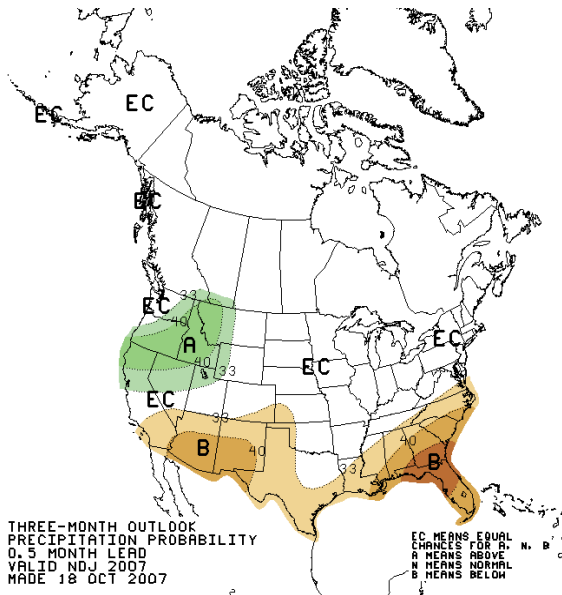 EC
EC
EC
33
EC
40
A
EC
40
33
EC
EC
33
40
B
40
B
33
THREE-MONTH OUTLOOK
PRECIPITATION PROBABILITY
0.5 MONTH LEAD
VALID NDJ 2007
MADE 18 OCT 2007
EC MEANS EQUAL
CHANCES FOR A, N, B
A MEANS ABOVE
N MEANS NORMAL
B MEANS BELOW